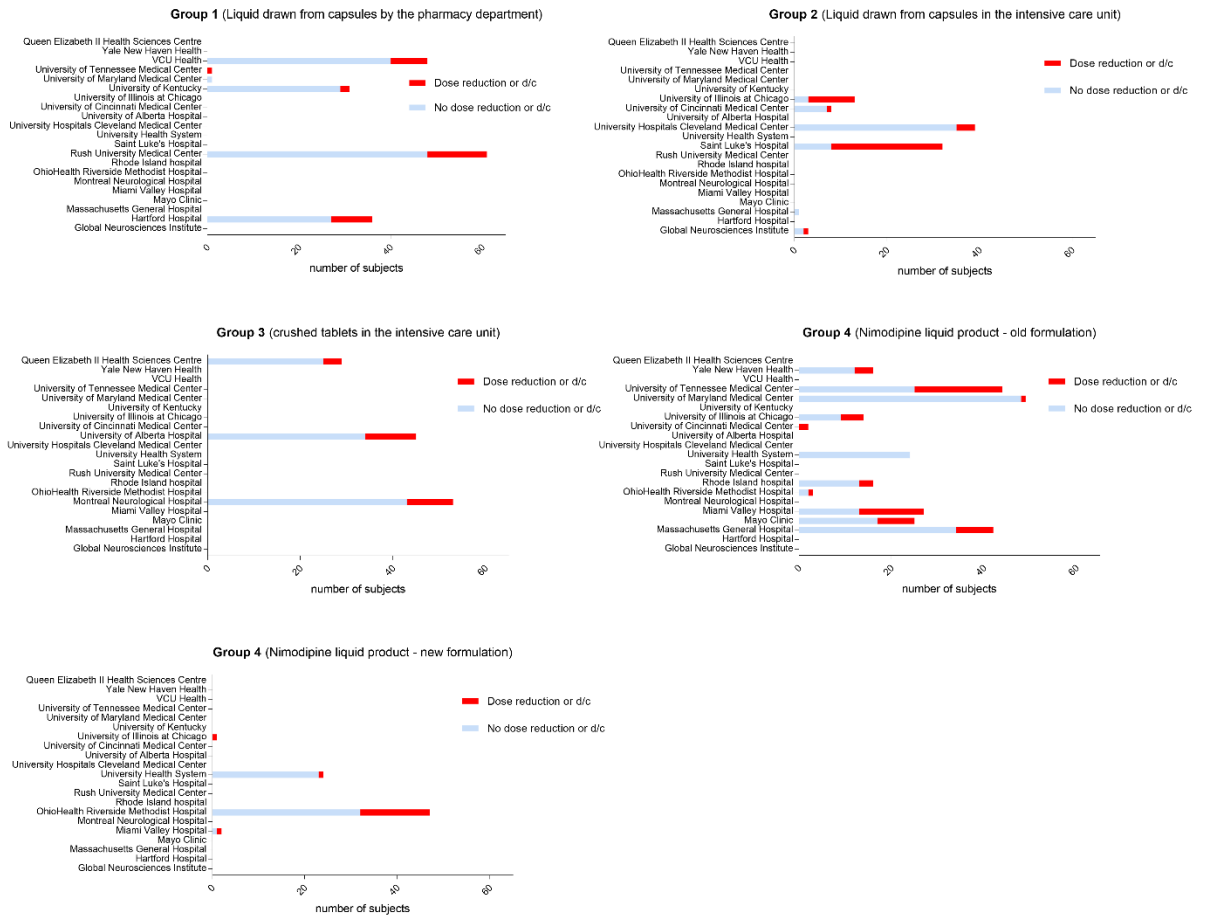 Group 1 (Liquid drawn from capsules by the pharmacy department)
Queen Elizabeth II Health Sciences Centre
Yale New Haven Health
VCU Health
University of Tennessee Medical Center
University of Maryland Medical Center
University of Kentucky
University of Illinois at Chicago
University of Cincinnati Medical Center
University of Alberta Hospital
University Hospitals Cleveland Medical Center
University Health System
Saint Luke's Hospital
Rush University Medical Center
Rhode Island hospital
OhioHealth Riverside Methodist Hospital
Montreal Neurological Hospital
Miami Valley Hospital
Mayo Clinic
Massachusetts General Hospital
Hartford Hospital
Global Neurosciences Institute
Dose reduction or d/c
No dose reduction or d/c
0 20 40 60
number of subjects
Group 2 (Liquid drawn from capsules in the intensive care unit)
Queen Elizabeth II Health Sciences Centre
Yale New Haven Health
VCU Health
University of Tennessee Medical Center
University of Maryland Medical Center
University of Kentucky
University of Illinois at Chicago
University of Cincinnati Medical Center
University of Alberta Hospital
University Hospitals Cleveland Medical Center
University Health System
Saint Luke's Hospital
Rush University Medical Center
Rhode Island hospital
OhioHealth Riverside Methodist Hospital
Montreal Neurological Hospital
Miami Valley Hospital
Mayo Clinic
Massachusetts General Hospital
Hartford Hospital
Global Neurosciences Institute
Dose reduction or d/c
No dose reduction or d/c
0 20 40 60
number of subjects
Group 3 (crushed tablets in the intensive care unit)
Queen Elizabeth II Health Sciences Centre
Yale New Haven Health
VCU Health
University of Tennessee Medical Center
University of Maryland Medical Center
University of Kentucky
University of Illinois at Chicago
University of Cincinnati Medical Center
University of Alberta Hospital
University Hospitals Cleveland Medical Center
University Health System
Saint Luke's Hospital
Rush University Medical Center
Rhode Island hospital
OhioHealth Riverside Methodist Hospital
Montreal Neurological Hospital
Miami Valley Hospital
Mayo Clinic
Massachusetts General Hospital
Hartford Hospital
Global Neurosciences Institute
Dose reduction or d/c
No dose reduction or d/c
0 20 40 60
number of subjects
Group 4 (Nimodipine liquid product - old formulation)
Queen Elizabeth II Health Sciences Centre
Yale New Haven Health
VCU Health
University of Tennessee Medical Center
University of Maryland Medical Center
University of Kentucky
University of Illinois at Chicago
University of Cincinnati Medical Center
University of Alberta Hospital
University Hospitals Cleveland Medical Center
University Health System
Saint Luke's Hospital
Rush University Medical Center
Rhode Island hospital
OhioHealth Riverside Methodist Hospital
Montreal Neurological Hospital
Miami Valley Hospital
Mayo Clinic
Massachusetts General Hospital
Hartford Hospital
Global Neurosciences Institute
Dose reduction or d/c
No dose reduction or d/c
0 20 40 60
number of subjects
Group 4 (Nimodipine liquid product - new formulation)
Queen Elizabeth II Health Sciences Centre
Yale New Haven Health
VCU Health
University of Tennessee Medical Center
University of Maryland Medical Center
University of Kentucky
University of Illinois at Chicago
University of Cincinnati Medical Center
University of Alberta Hospital
University Hospitals Cleveland Medical Center
University Health System
Saint Luke's Hospital
Rush University Medical Center
Rhode Island hospital
OhioHealth Riverside Methodist Hospital
Montreal Neurological Hospital
Miami Valley Hospital
Mayo Clinic
Massachusetts General Hospital
Hartford Hospital
Global Neurosciences Institute
Dose reduction or d/c
No dose reduction or d/c
0 20 40 60
number of subjects